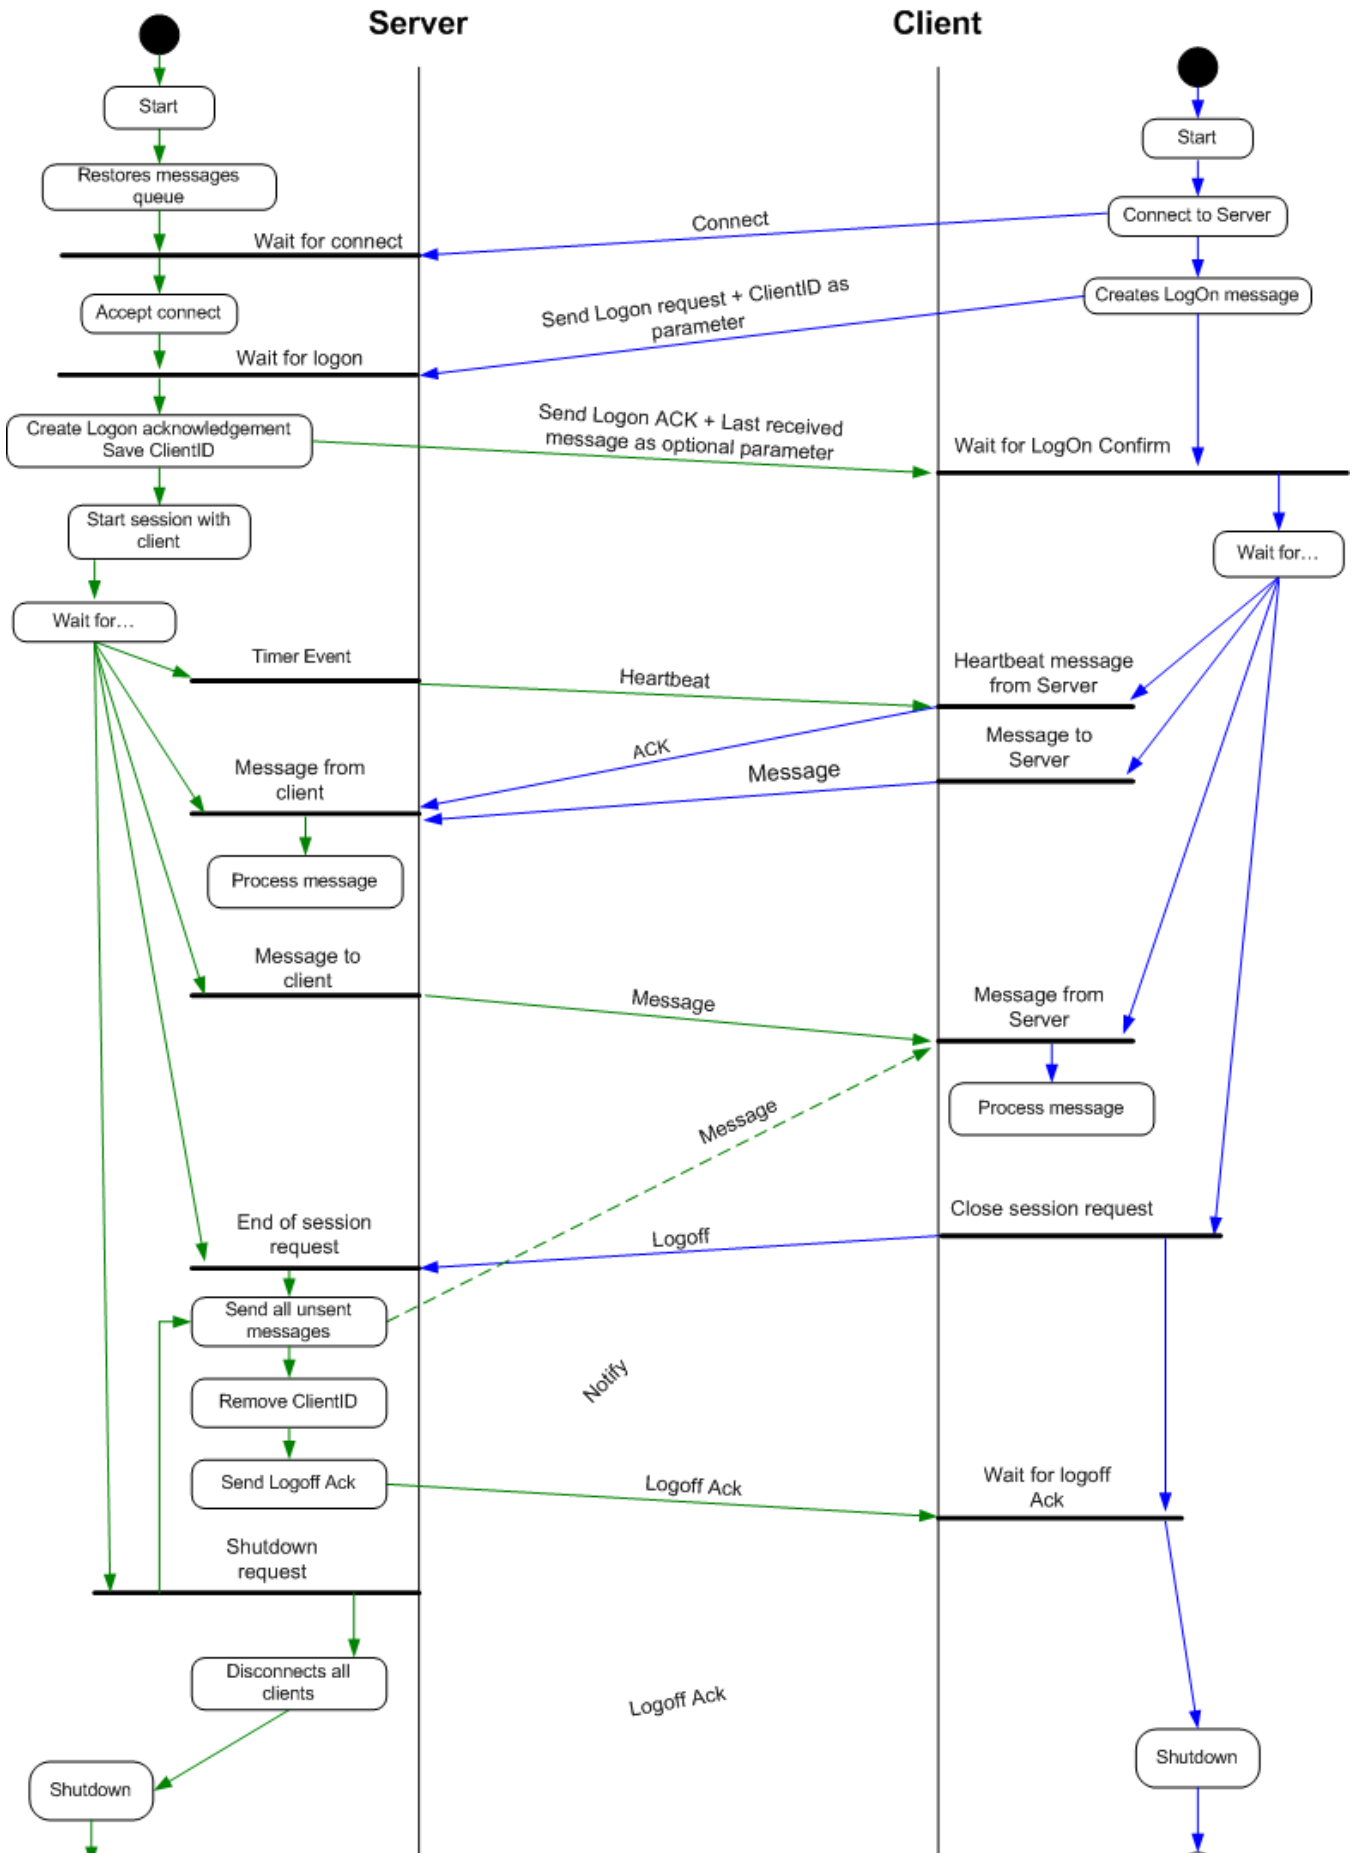 Server
Client
Start
Start
Restores messages
queue
Connect to Server
Connect
Wait for connect
Creates LogOn message
Send Logon request + ClientID as
parameter
Accept connect
Wait for logon
Create Logon acknowledgement
Save ClientID
Send Logon ACK + Last received
message as optional parameter
Wait for LogOn Confirm
Start session with
client
Wait for...
Wait for...
Timer Event
Heartbeat
Heartbeat message
from Server
ACK
Message to
Server
Message from
client
Message
Process message
Message to
client
Message
Message from
Server
Process message
Message
End of session
request
Close session request
Logoff
Send all unsent
messages
Notify
Remove ClientID
Send Logoff Ack
Logoff Ack
Wait for logoff
Ack
Shutdown
request
Disconnects all
clients
Logoff Ack
Shutdown
Shutdown